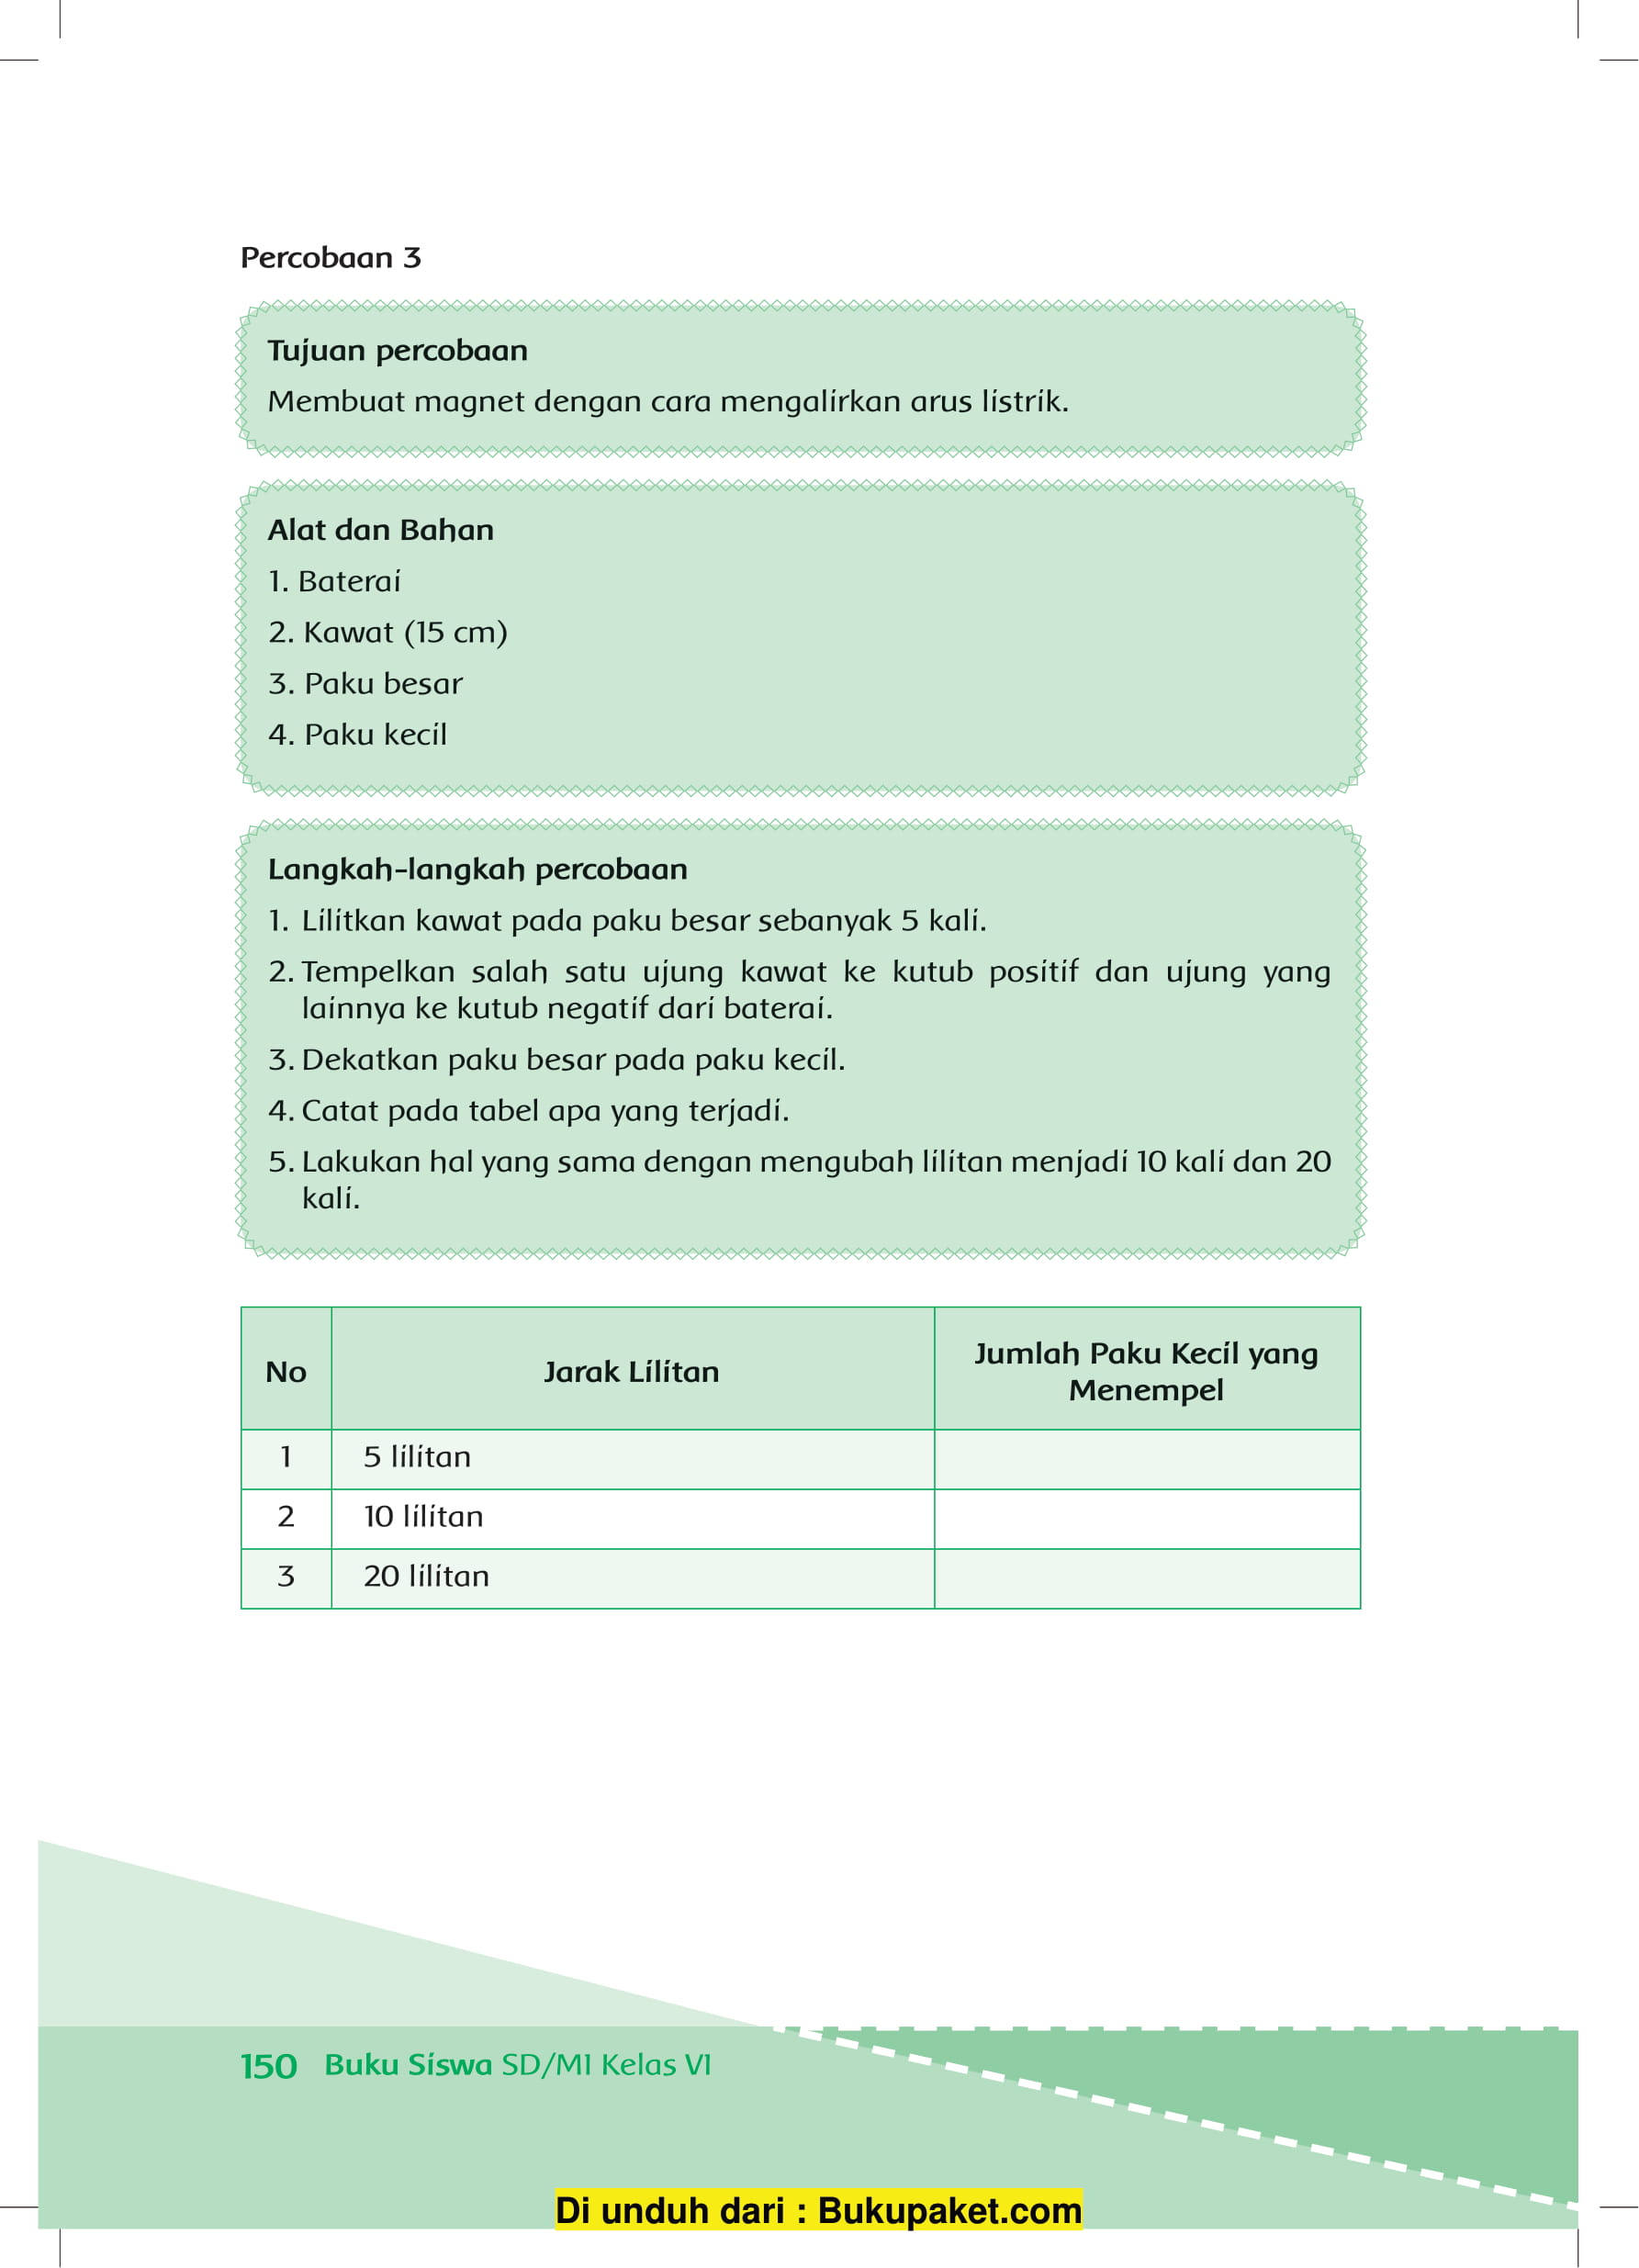 Percobaan 3
Tujuan percobaan
Membuat magnet dengan cara mengalirkan arus listrik.
Alat dan Bahan
1. Baterai
2. Kawat (15 cm)
3. Paku besar
4. Paku kecil
Langkah-langkah percobaan
1. Lilitkan kawat pada paku besar sebanyak 5 kali.
2. Tempelkan salah satu ujung kawat ke kutub positif dan ujung yang
lainnya ke kutub negatif dari baterai.
3. Dekatkan paku besar pada paku kecil.
4. Catat pada tabel apa yang terjadi.
5. Lakukan hal yang sama dengan mengubah lilitan menjadi 10 kali dan 20
kali.
No Jarak Lilitan Jumlah Paku Kecil yang
Menempel
1 5 lilitan
2 10 lilitan
3 20 lilitan
150 Buku Siswa SD/MI Kelas VI
Di unduh dari : Bukupaket.com